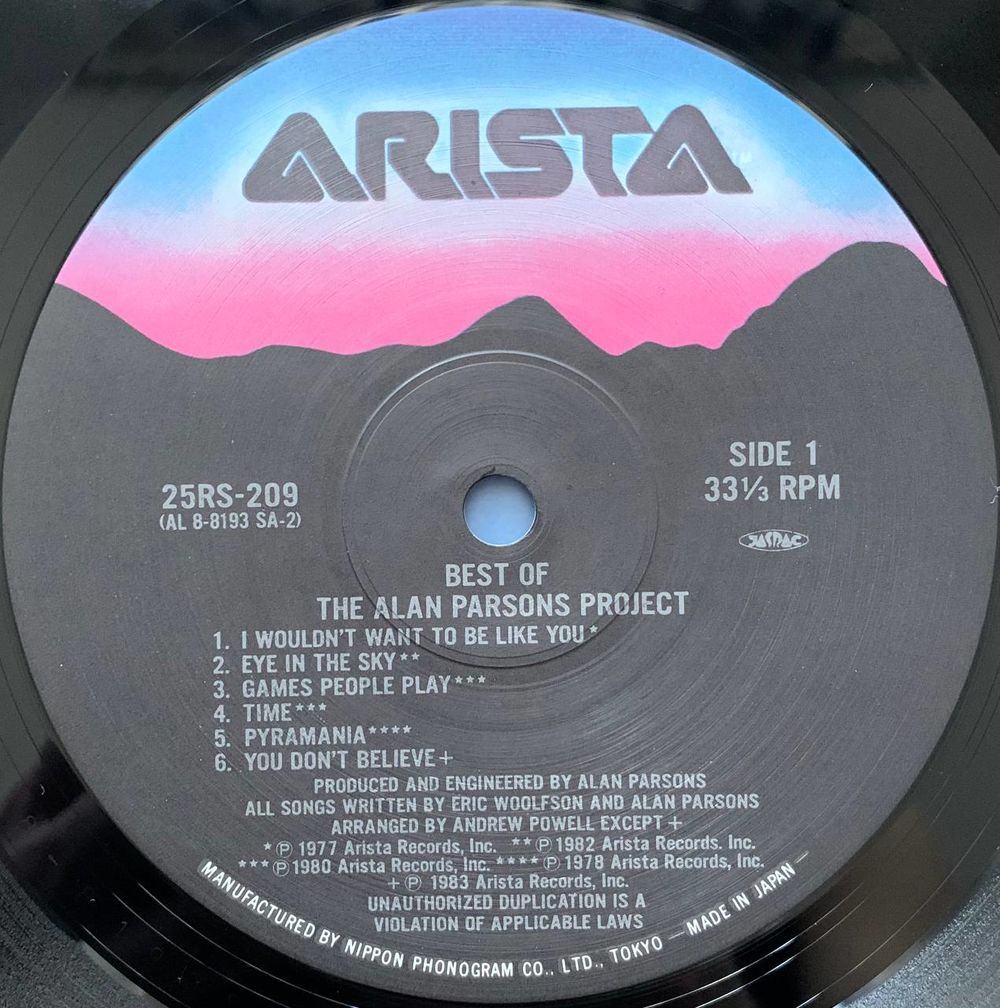 ARISTA
SIDE 1
33⅓ RPM
25RS-209
(AL 8-8193 SA-2)
JASRAC
BEST OF
THE ALAN PARSONS PROJECT
1. I WOULDN'T WANT TO BE LIKE YOU*
2. EYE IN THE SKY**
3. GAMES PEOPLE PLAY***
4. TIME***
5. PYRAMANIA****
6. YOU DON'T BELIEVE+
PRODUCED AND ENGINEERED BY ALAN PARSONS
ALL SONGS WRITTEN BY ERIC WOOLFSON AND ALAN PARSONS
ARRANGED BY ANDREW POWELL EXCEPT +
* ℗ 1977 Arista Records, Inc. ** ℗ 1982 Arista Records. Inc.
*** ℗ 1980 Arista Records, Inc. **** ℗ 1978 Arista Records, Inc.
+ ℗ 1983 Arista Records, Inc.
UNAUTHORIZED DUPLICATION IS A
VIOLATION OF APPLICABLE LAWS
MANUFACTURED BY NIPPON PHONOGRAM CO., LTD., TOKYO — MADE IN JAPAN —